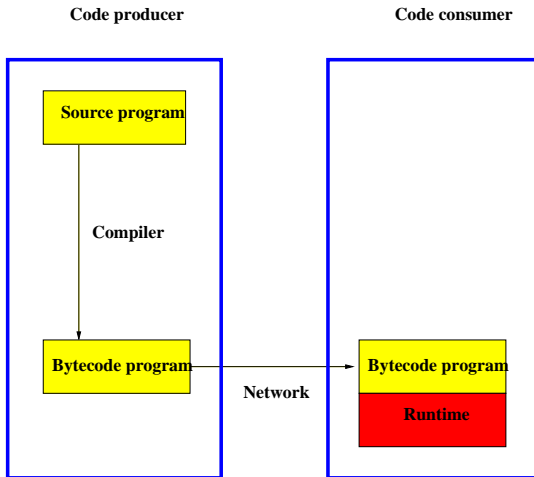 Code producer
Code consumer
Source program
Compiler
Bytecode program
Network
Bytecode program
Runtime